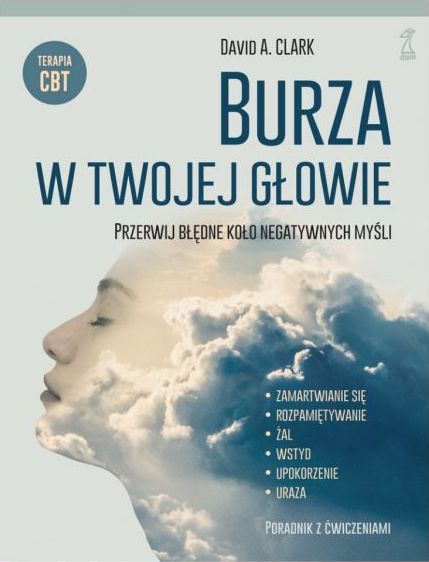 DAVID A. CLARK
GWP
TERAPIA
CBT
BURZA
W TWOJEJ GŁOWIE
PRZERWIJ BŁĘDNE KOŁO NEGATYWNYCH MYŚLI
• ZAMARTWIANIE SIĘ
• ROZPAMIĘTYWANIE
• ŻAL
• WSTYD
• UPOKORZENIE
• URAZA
PORADNIK Z ĆWICZENIAMI